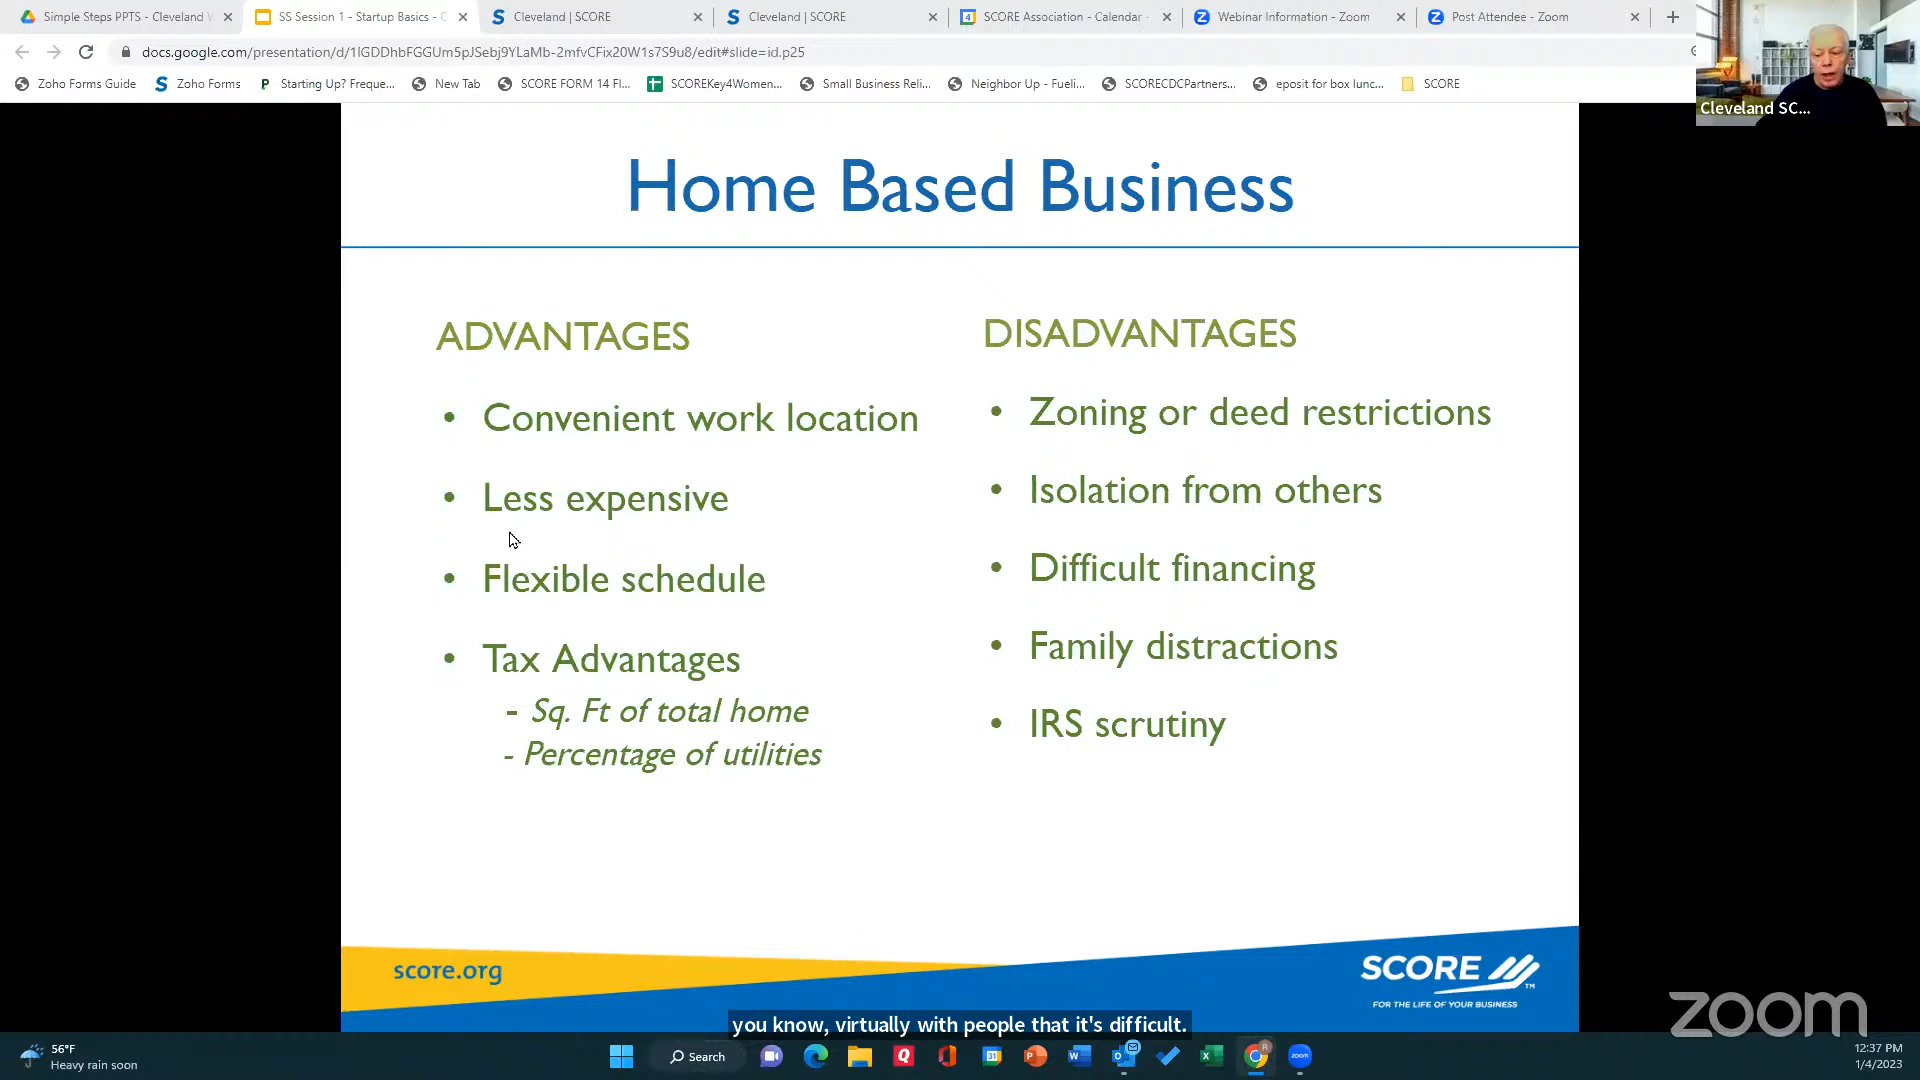 Simple Steps PPTS - Cleveland
SS Session 1 - Startup Basics -
Cleveland | SCORE
Cleveland | SCORE
SCORE Association - Calendar -
Webinar Information - Zoom
Post Attendee - Zoom
docs.google.com/presentation/d/1lGDDhbFGGUm5pJSebj9YLaMb-2mfvCFix20W1s7S9u8/edit#slide=id.p25
Zoho Forms Guide
Zoho Forms
Starting Up? Freque...
New Tab
SCORE FORM 14 Fl...
SCOREKey4Women...
Small Business Reli...
Neighbor Up - Fueli...
SCORECDCPartners...
eposit for box lunc...
SCORE
Cleveland SC...
Home Based Business
ADVANTAGES
• Convenient work location
• Less expensive
• Flexible schedule
• Tax Advantages
- Sq. Ft of total home
- Percentage of utilities
DISADVANTAGES
• Zoning or deed restrictions
• Isolation from others
• Difficult financing
• Family distractions
• IRS scrutiny
score.org
SCORE
TM
FOR THE LIFE OF YOUR BUSINESS
zoom
you know, virtually with people that it's difficult.
56°F
Heavy rain soon
Search
12:37 PM
1/4/2023